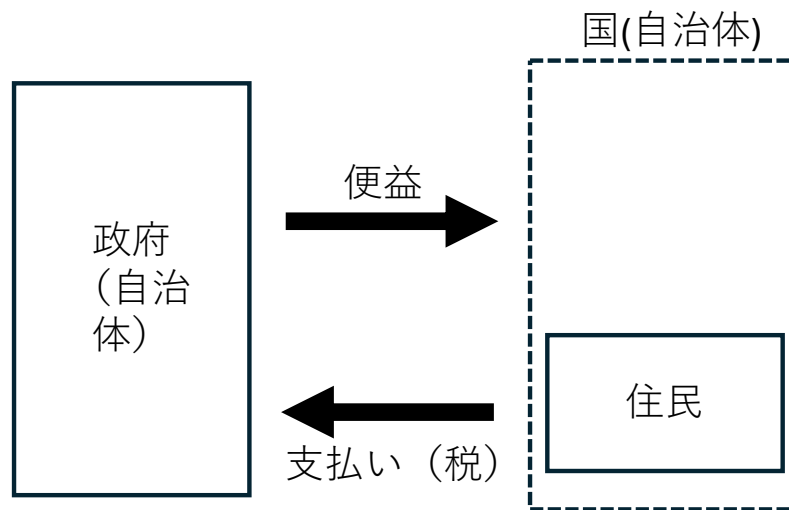 国(自治体)
便益
政府
（自治
体）
住民
支払い（税）